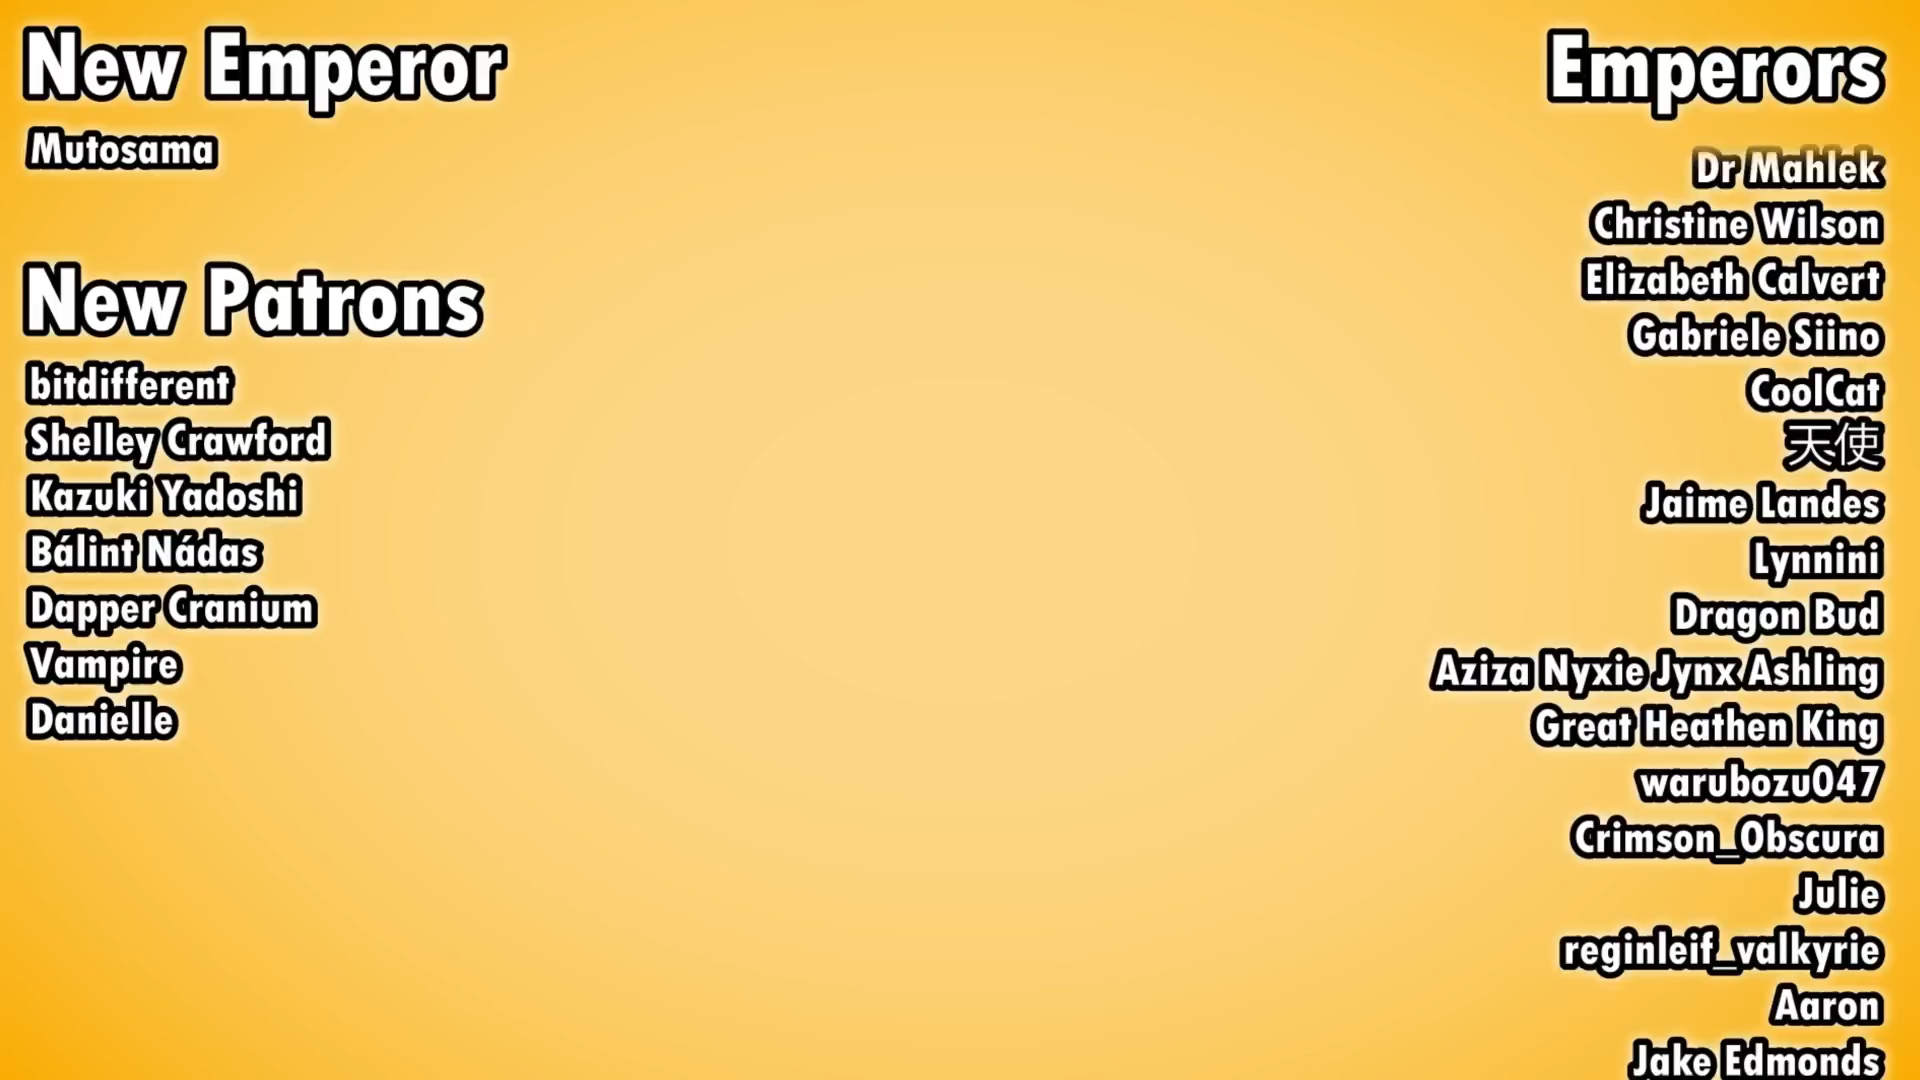 New Emperor
Mutosama
New Patrons
bitdifferent
Shelley Crawford
Kazuki Yadoshi
Bálint Nádas
Dapper Cranium
Vampire
Danielle
Emperors
Dr Mahlek
Christine Wilson
Elizabeth Calvert
Gabriele Siino
CoolCat
天使
Jaime Landes
Lynnini
Dragon Bud
Aziza Nyxie Jynx Ashling
Great Heathen King
warubozu047
Crimson_Obscura
Julie
reginleif_valkyrie
Aaron
Jake Edmonds